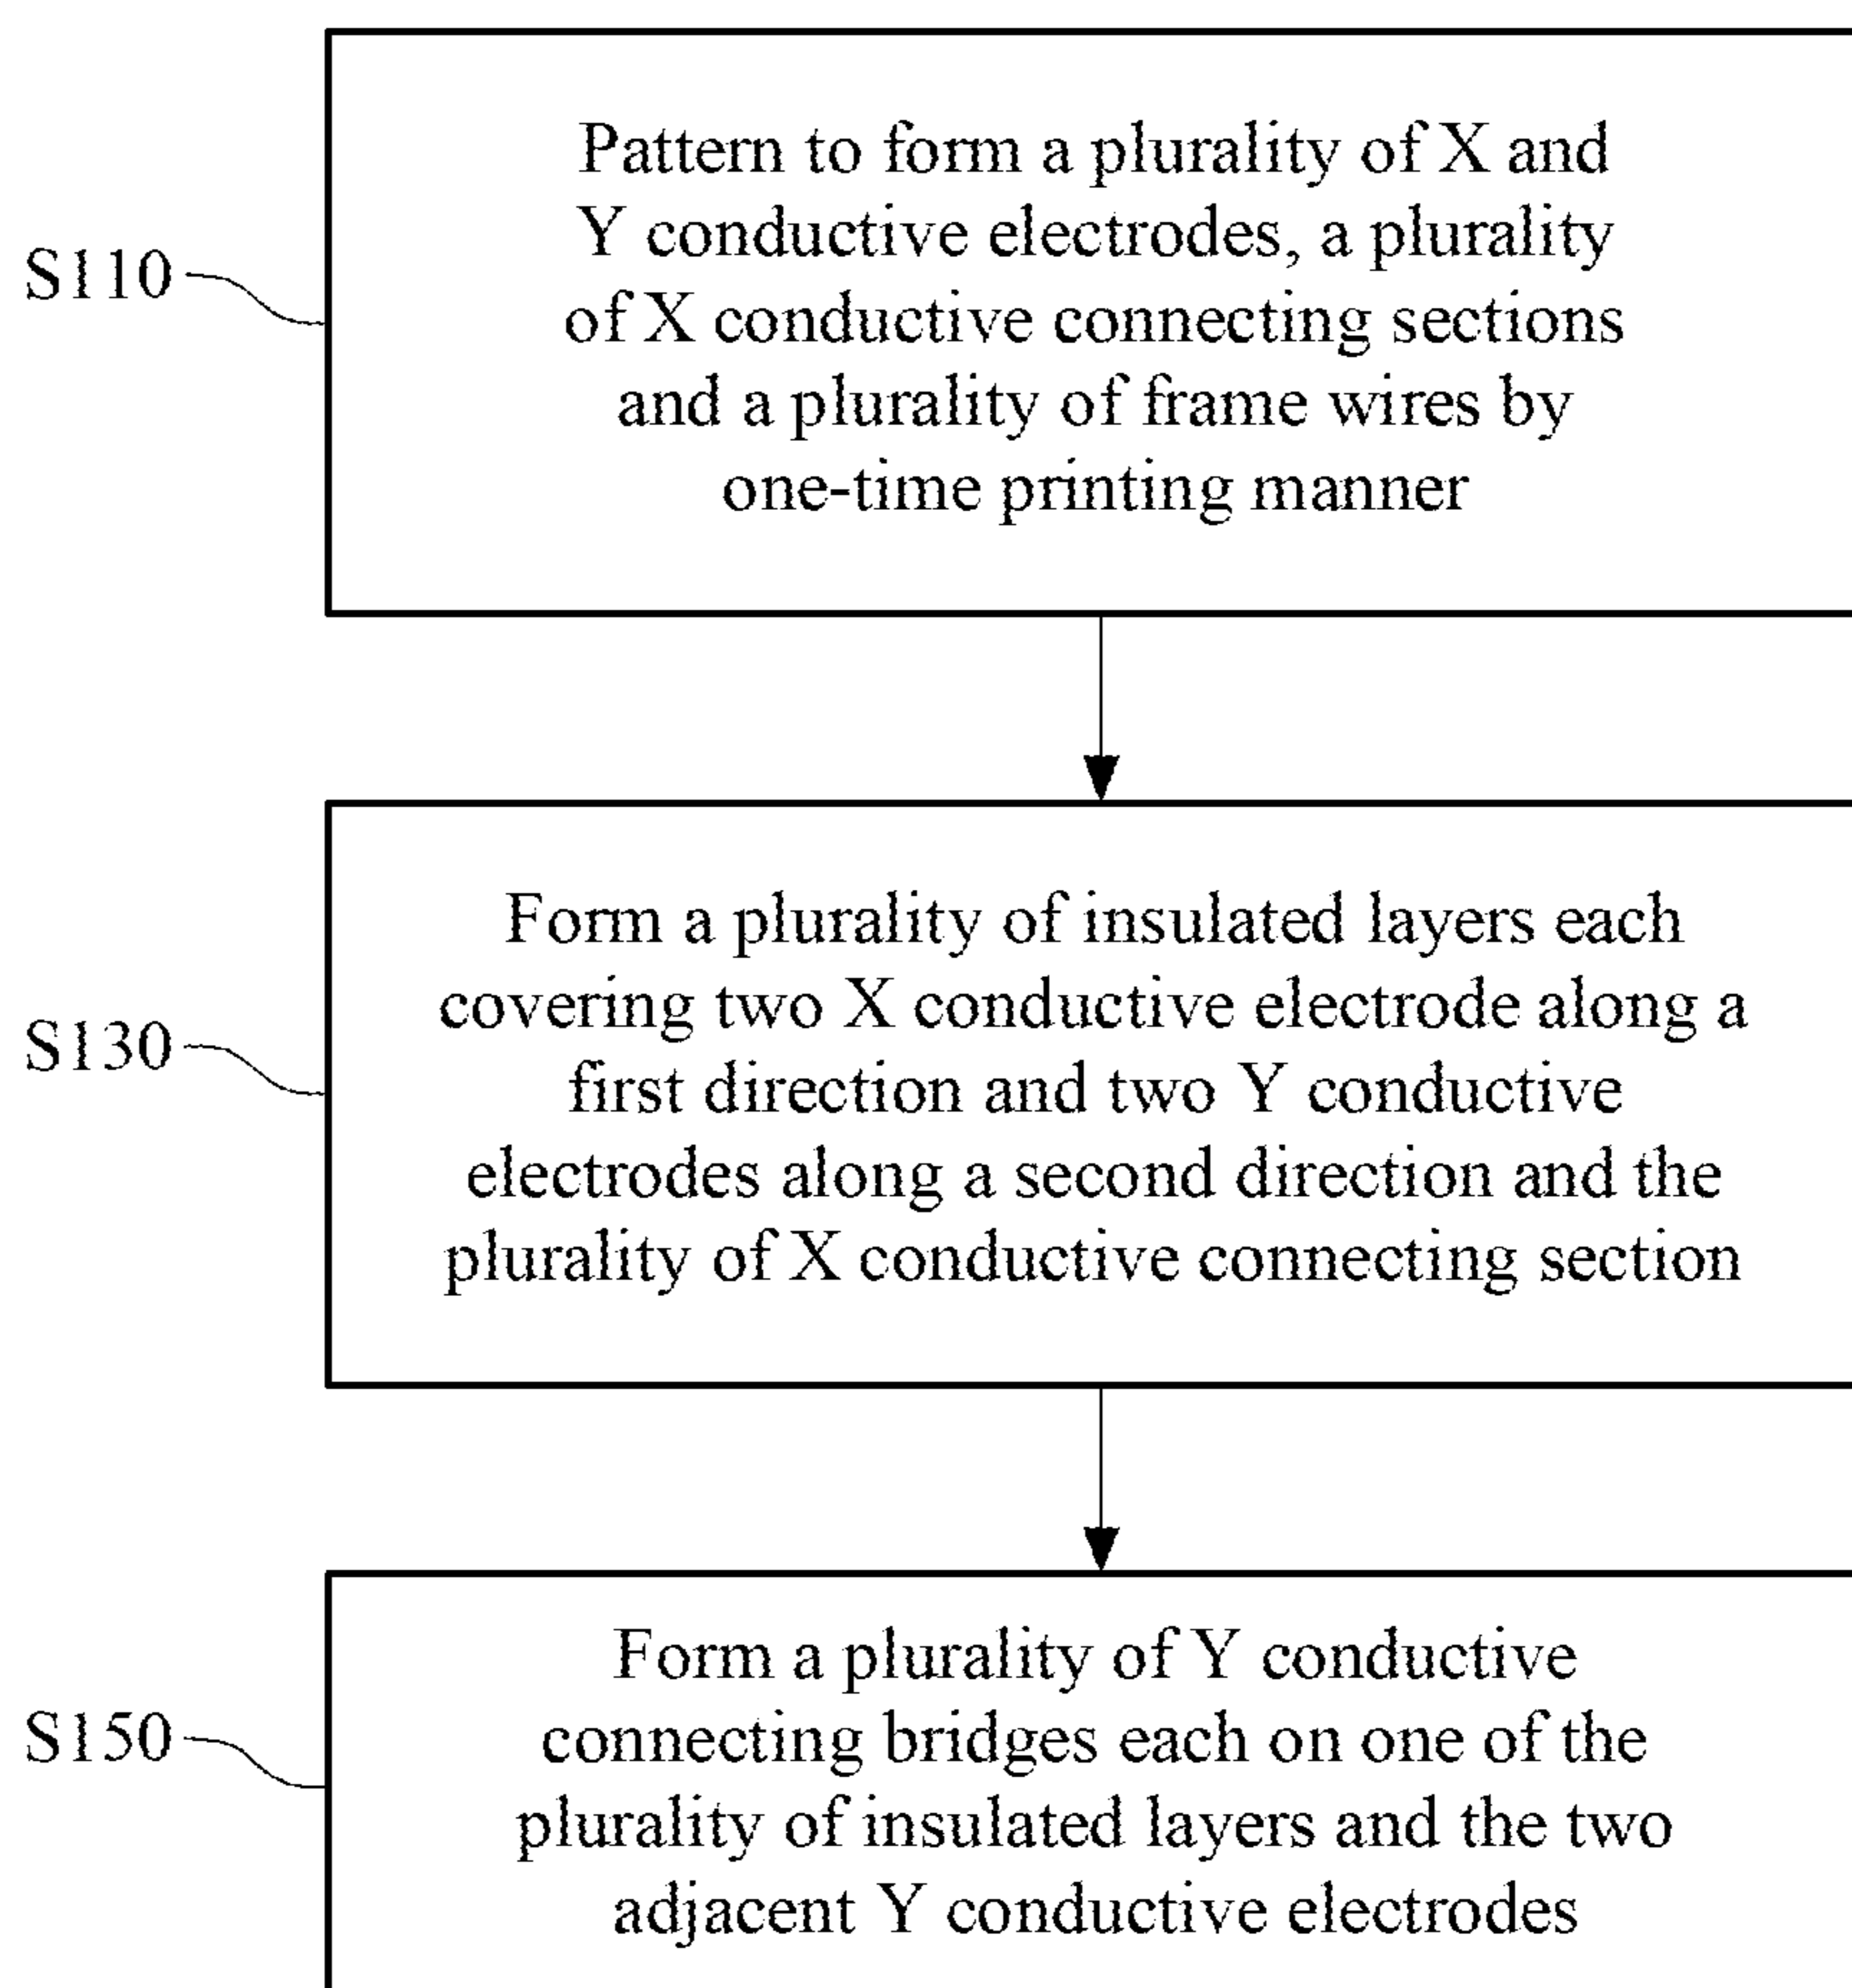 S110
Pattern to form a plurality of X and
Y conductive electrodes, a plurality
of X conductive connecting sections
and a plurality of frame wires by
one-time printing manner
S130
Form a plurality of insulated layers each
covering two X conductive electrode along a
first direction and two Y conductive
electrodes along a second direction and the
plurality of X conductive connecting section
S150
Form a plurality of Y conductive
connecting bridges each on one of the
plurality of insulated layers and the two
adjacent Y conductive electrodes